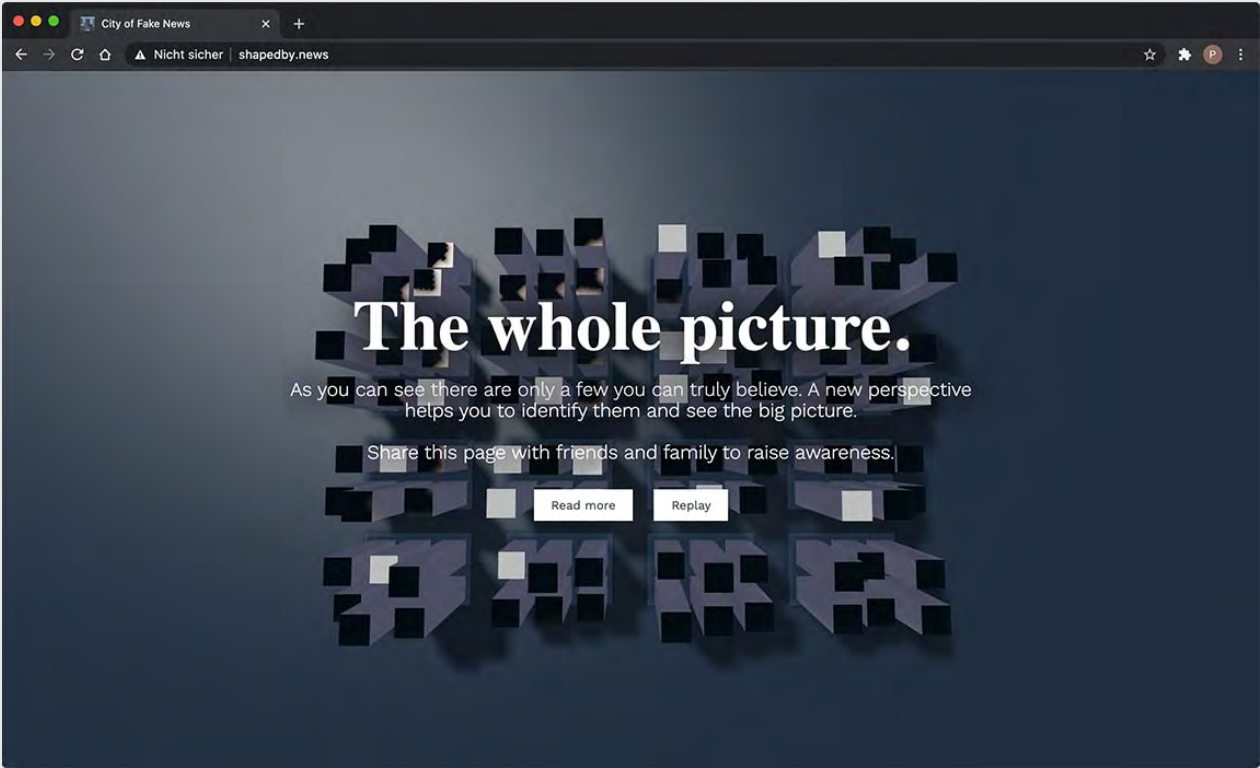 City of Fake News
Nicht sicher shapedby.news
P
The whole picture.
As you can see there are only a few you can truly believe. A new perspective
helps you to identify them and see the big picture.
Share this page with friends and family to raise awareness.
Read more
Replay